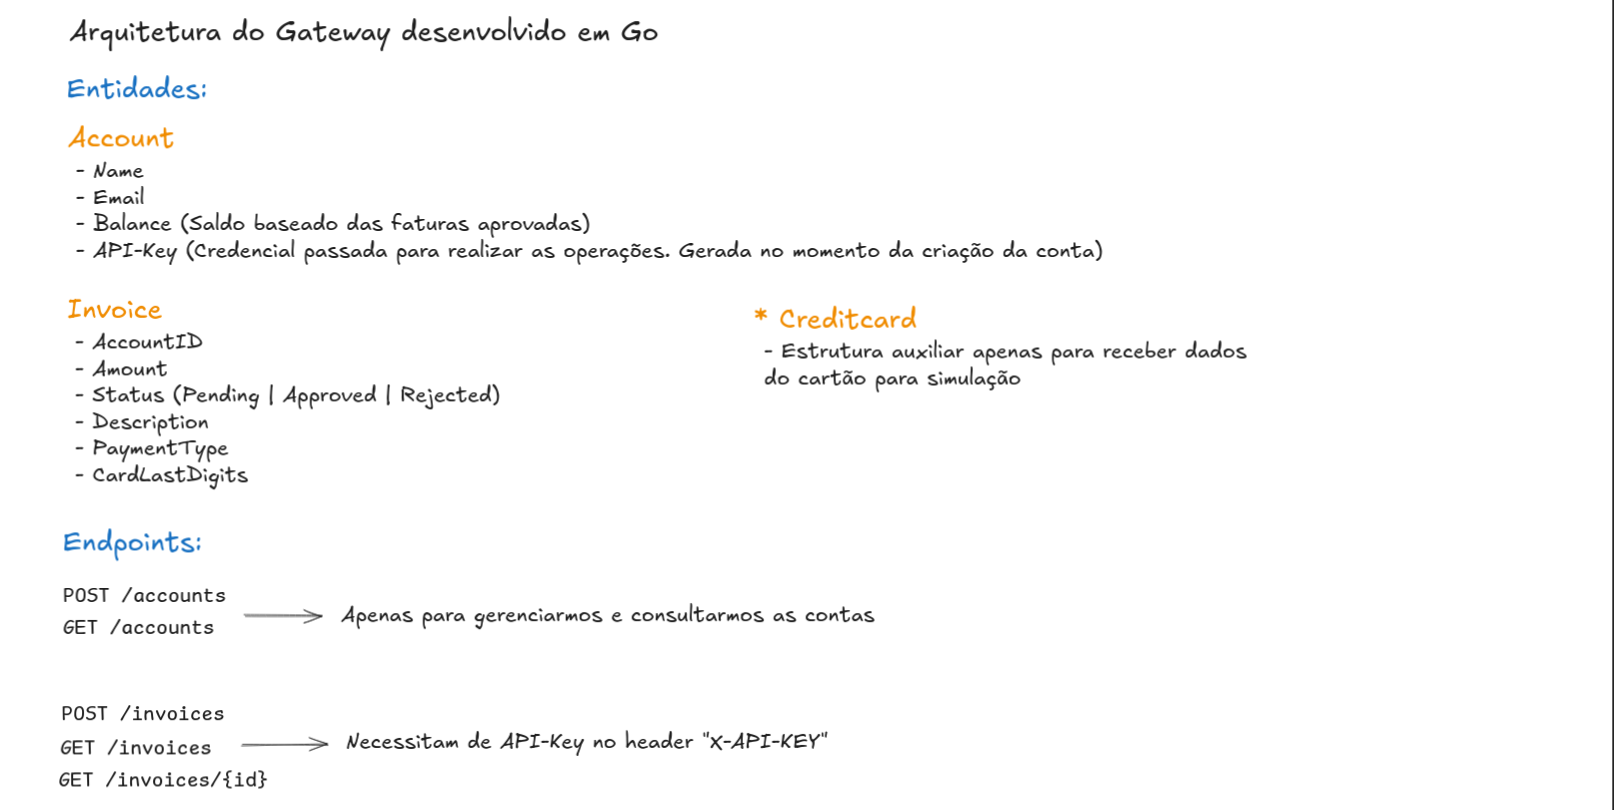 Arquitetura do Gateway desenvolvido em Go
Entidades:
Account
- Name
- Email
- Balance (Saldo baseado das faturas aprovadas)
- API-Key (Credencial passada para realizar as operações. Gerada no momento da criação da conta)
Invoice
- AccountID
- Amount
- Status (Pending | Approved | Rejected)
- Description
- PaymentType
- CardLastDigits
* Creditcard
- Estrutura auxiliar apenas para receber dados
do cartão para simulação
Endpoints:
POST /accounts
GET /accounts
Apenas para gerenciarmos e consultarmos as contas
POST /invoices
GET /invoices
GET /invoices/{id}
Necessitam de API-Key no header "X-API-KEY"